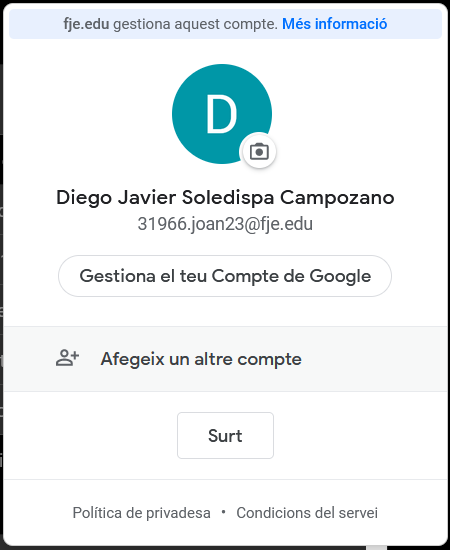 fje.edu gestiona aquest compte. Més informació
D
Diego Javier Soledispa Campozano
31966.joan23@fje.edu
Gestiona el teu Compte de Google
Afegeix un altre compte
Surt
Política de privadesa • Condicions del servei